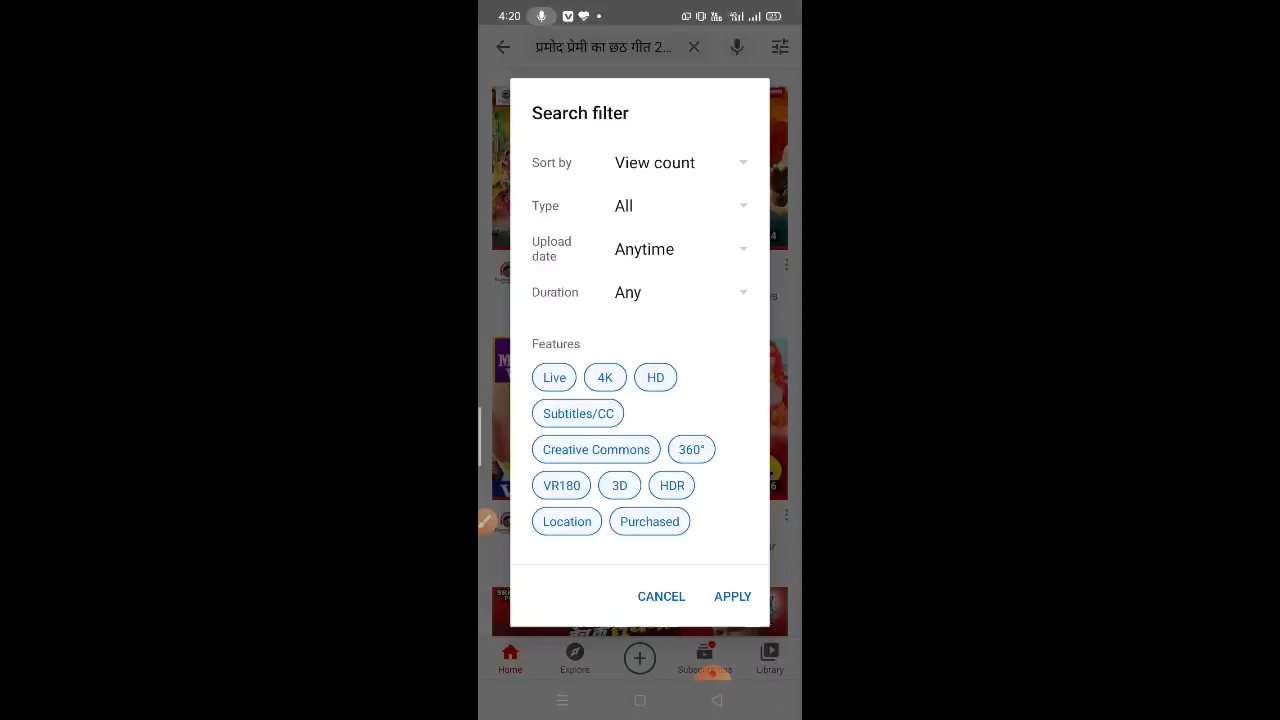 4:20
प्रमोद प्रेमी का छठ गीत 2...
Search filter
Sort by View count
Type All
Upload date Anytime
Duration Any
Features
Live 4K HD
Subtitles/CC
Creative Commons 360°
VR180 3D HDR
Location Purchased
CANCEL APPLY
Home Explore Library